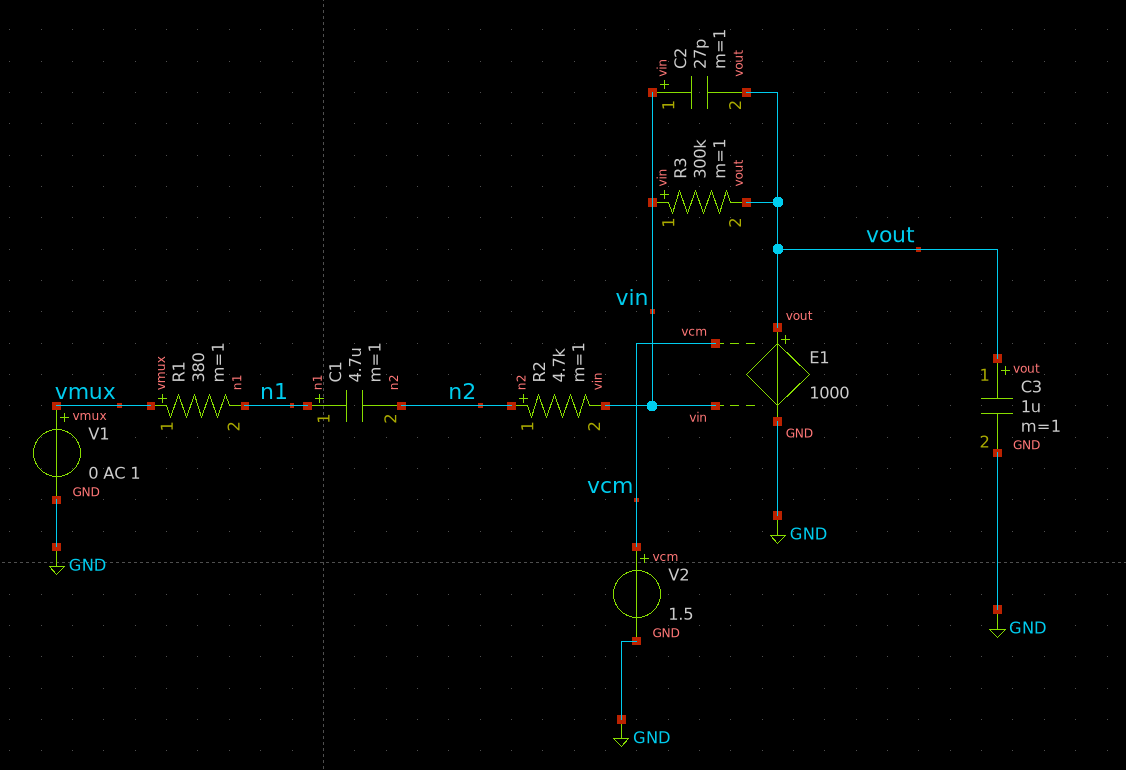 C2
27p
m=1
vin
vout
+
1
2
R3
300k
m=1
vin
vout
+
1
2
vout
vin
vcm
vout
+
E1
1000
vin
GND
GND
vout
+
1
C3
1u
m=1
2
GND
GND
vmux
vmux
+
V1
0 AC 1
GND
GND
vmux
R1
380
m=1
n1
+
1
2
n1
n1
C1
4.7u
m=1
n2
+
1
2
n2
n2
R2
4.7k
m=1
vin
+
1
2
vcm
+
vcm
V2
1.5
GND
GND